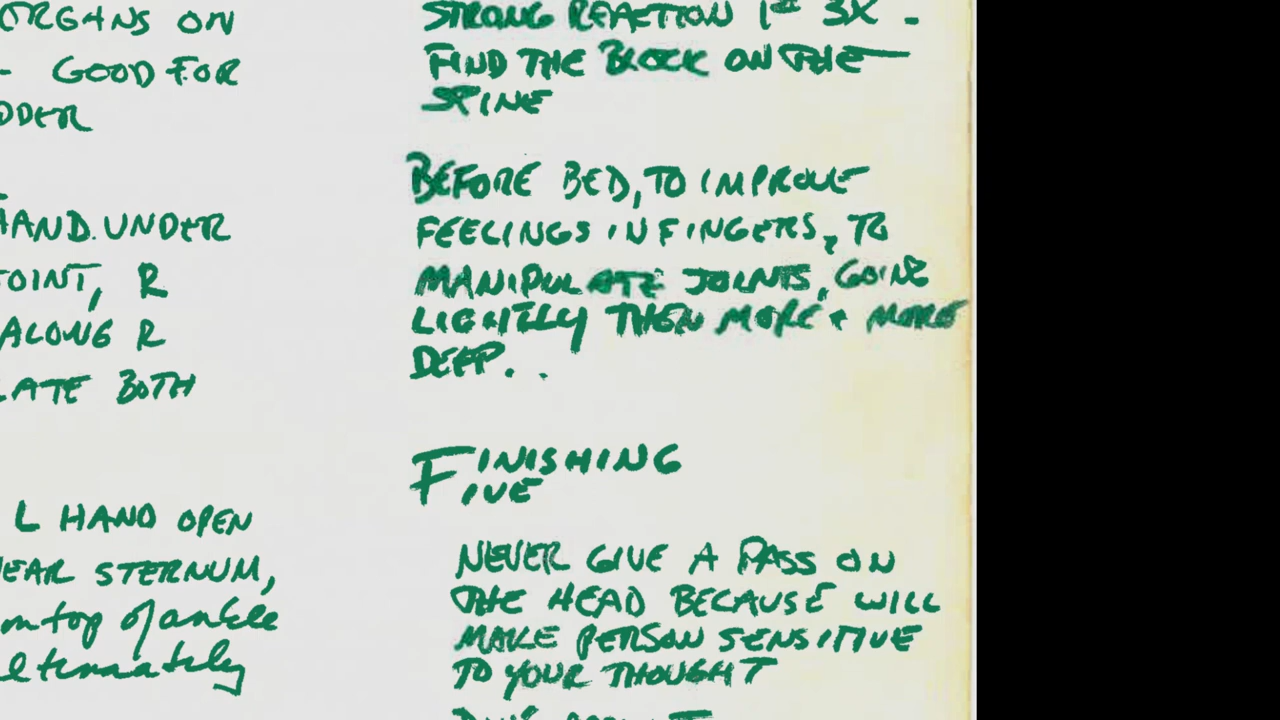 ORGANS ON
- GOOD FOR
DDER
HAND UNDER
JOINT, R
ALONG R
LATE BOTH
L HAND OPEN
NEAR STERNUM,
on top of ankle
alternately
STRONG REACTION 1ST 3X -
FIND THE BLOCK ON THE
SPINE
BEFORE BED, TO IMPROVE
FEELINGS IN FINGERS, TO
MANIPULATE JOINTS, GOING
LIGHTLY THEN MORE + MORE
DEEP..
FINISHING
FIVE
NEVER GIVE A PASS ON
THE HEAD BECAUSE WILL
MAKE PERSON SENSITIVE
TO YOUR THOUGHT